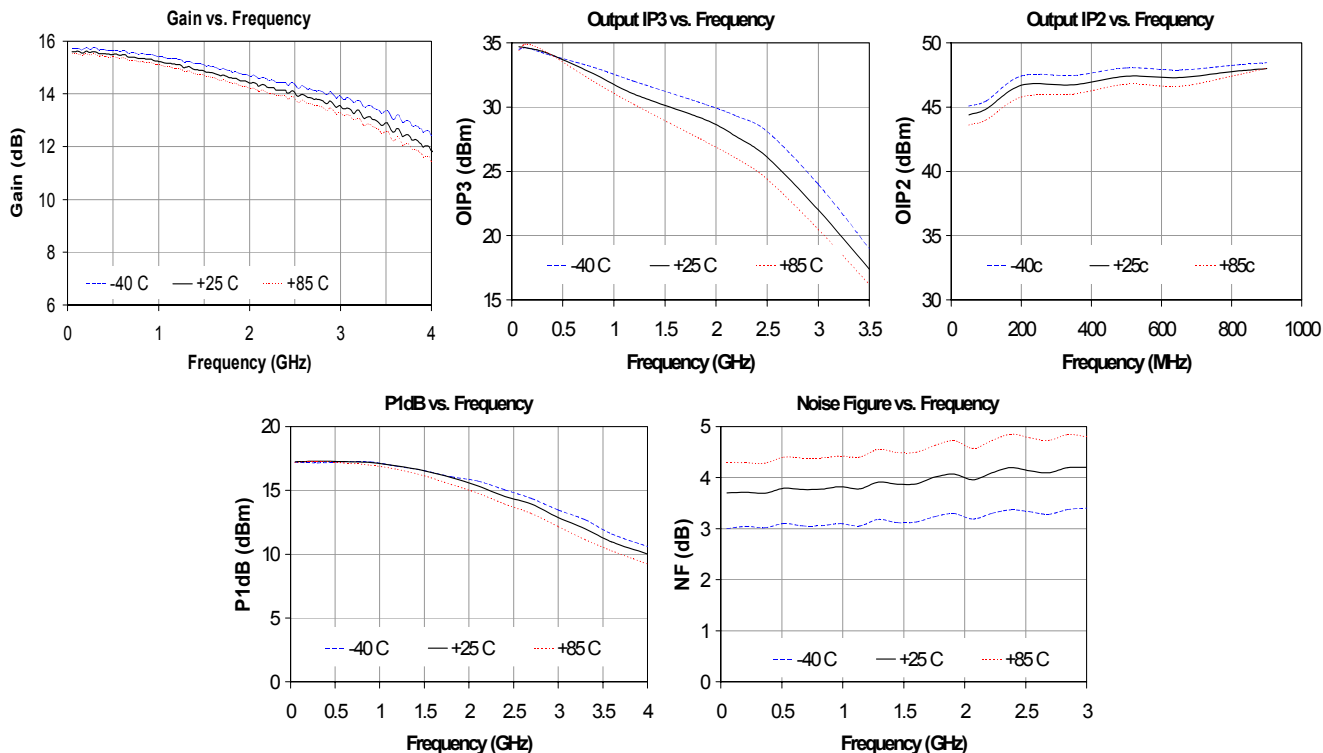 Gain vs. Frequency
16
14
12
10
8
6
Gain (dB)
-40 C +25 C +85 C
0 1 2 3 4
Frequency (GHz)
Output IP3 vs. Frequency
35
30
25
20
15
OIP3 (dBm)
-40 C +25 C +85 C
0 0.5 1 1.5 2 2.5 3 3.5
Frequency (GHz)
Output IP2 vs. Frequency
50
45
40
35
30
OIP2 (dBm)
-40c +25c +85c
0 200 400 600 800 1000
Frequency (MHz)
P1dB vs. Frequency
20
15
10
5
0
P1dB (dBm)
-40 C +25 C +85 C
0 0.5 1 1.5 2 2.5 3 3.5 4
Frequency (GHz)
Noise Figure vs. Frequency
5
4
3
2
1
0
NF (dB)
-40 C +25 C +85 C
0 0.5 1 1.5 2 2.5 3
Frequency (GHz)